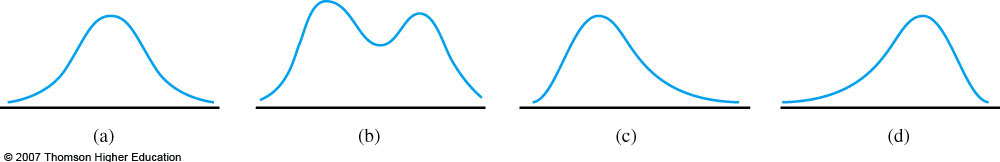 (a) (b) (c) (d)
© 2007 Thomson Higher Education